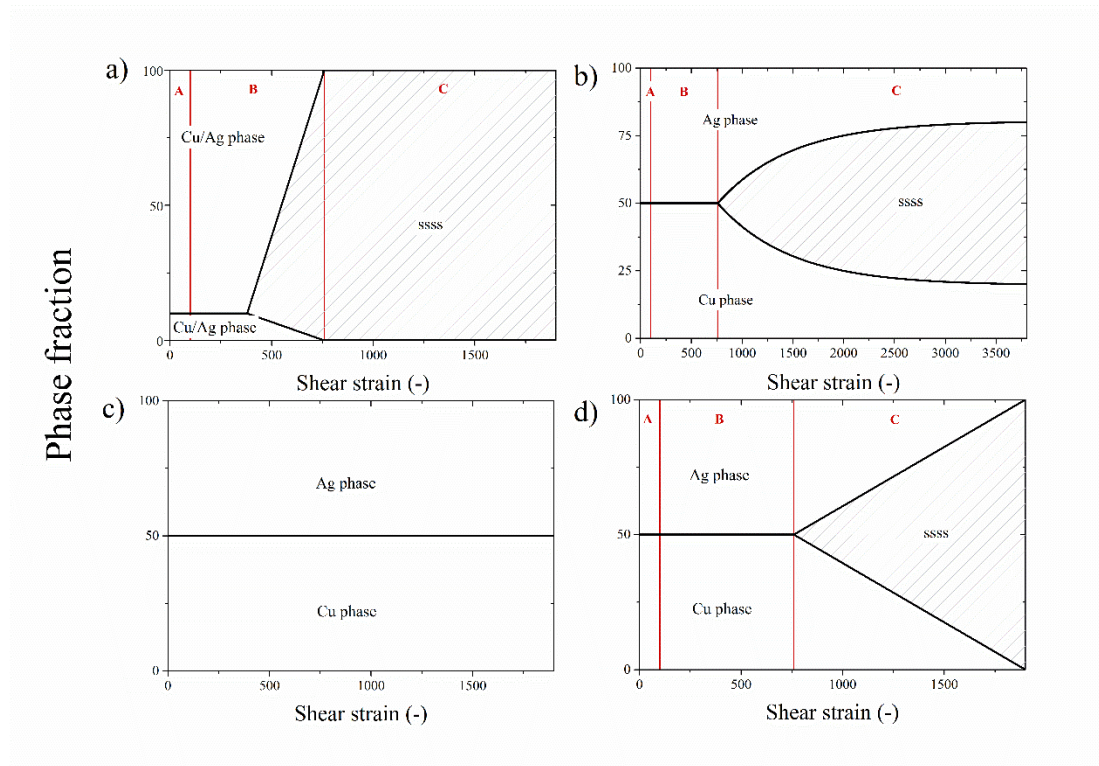 Phase fraction
a)
100
50
0
A
B
C
Cu/Ag phase
ssss
Cu/Ag phase
0
500
1000
1500
Shear strain (-)
b)
100
75
50
25
0
A
B
C
Ag phase
ssss
Cu phase
0
500
1000
1500
2000
2500
3000
3500
Shear strain (-)
c)
100
50
0
Ag phase
Cu phase
0
500
1000
1500
Shear strain (-)
d)
100
50
0
A
B
C
Ag phase
ssss
Cu phase
0
500
1000
1500
Shear strain (-)